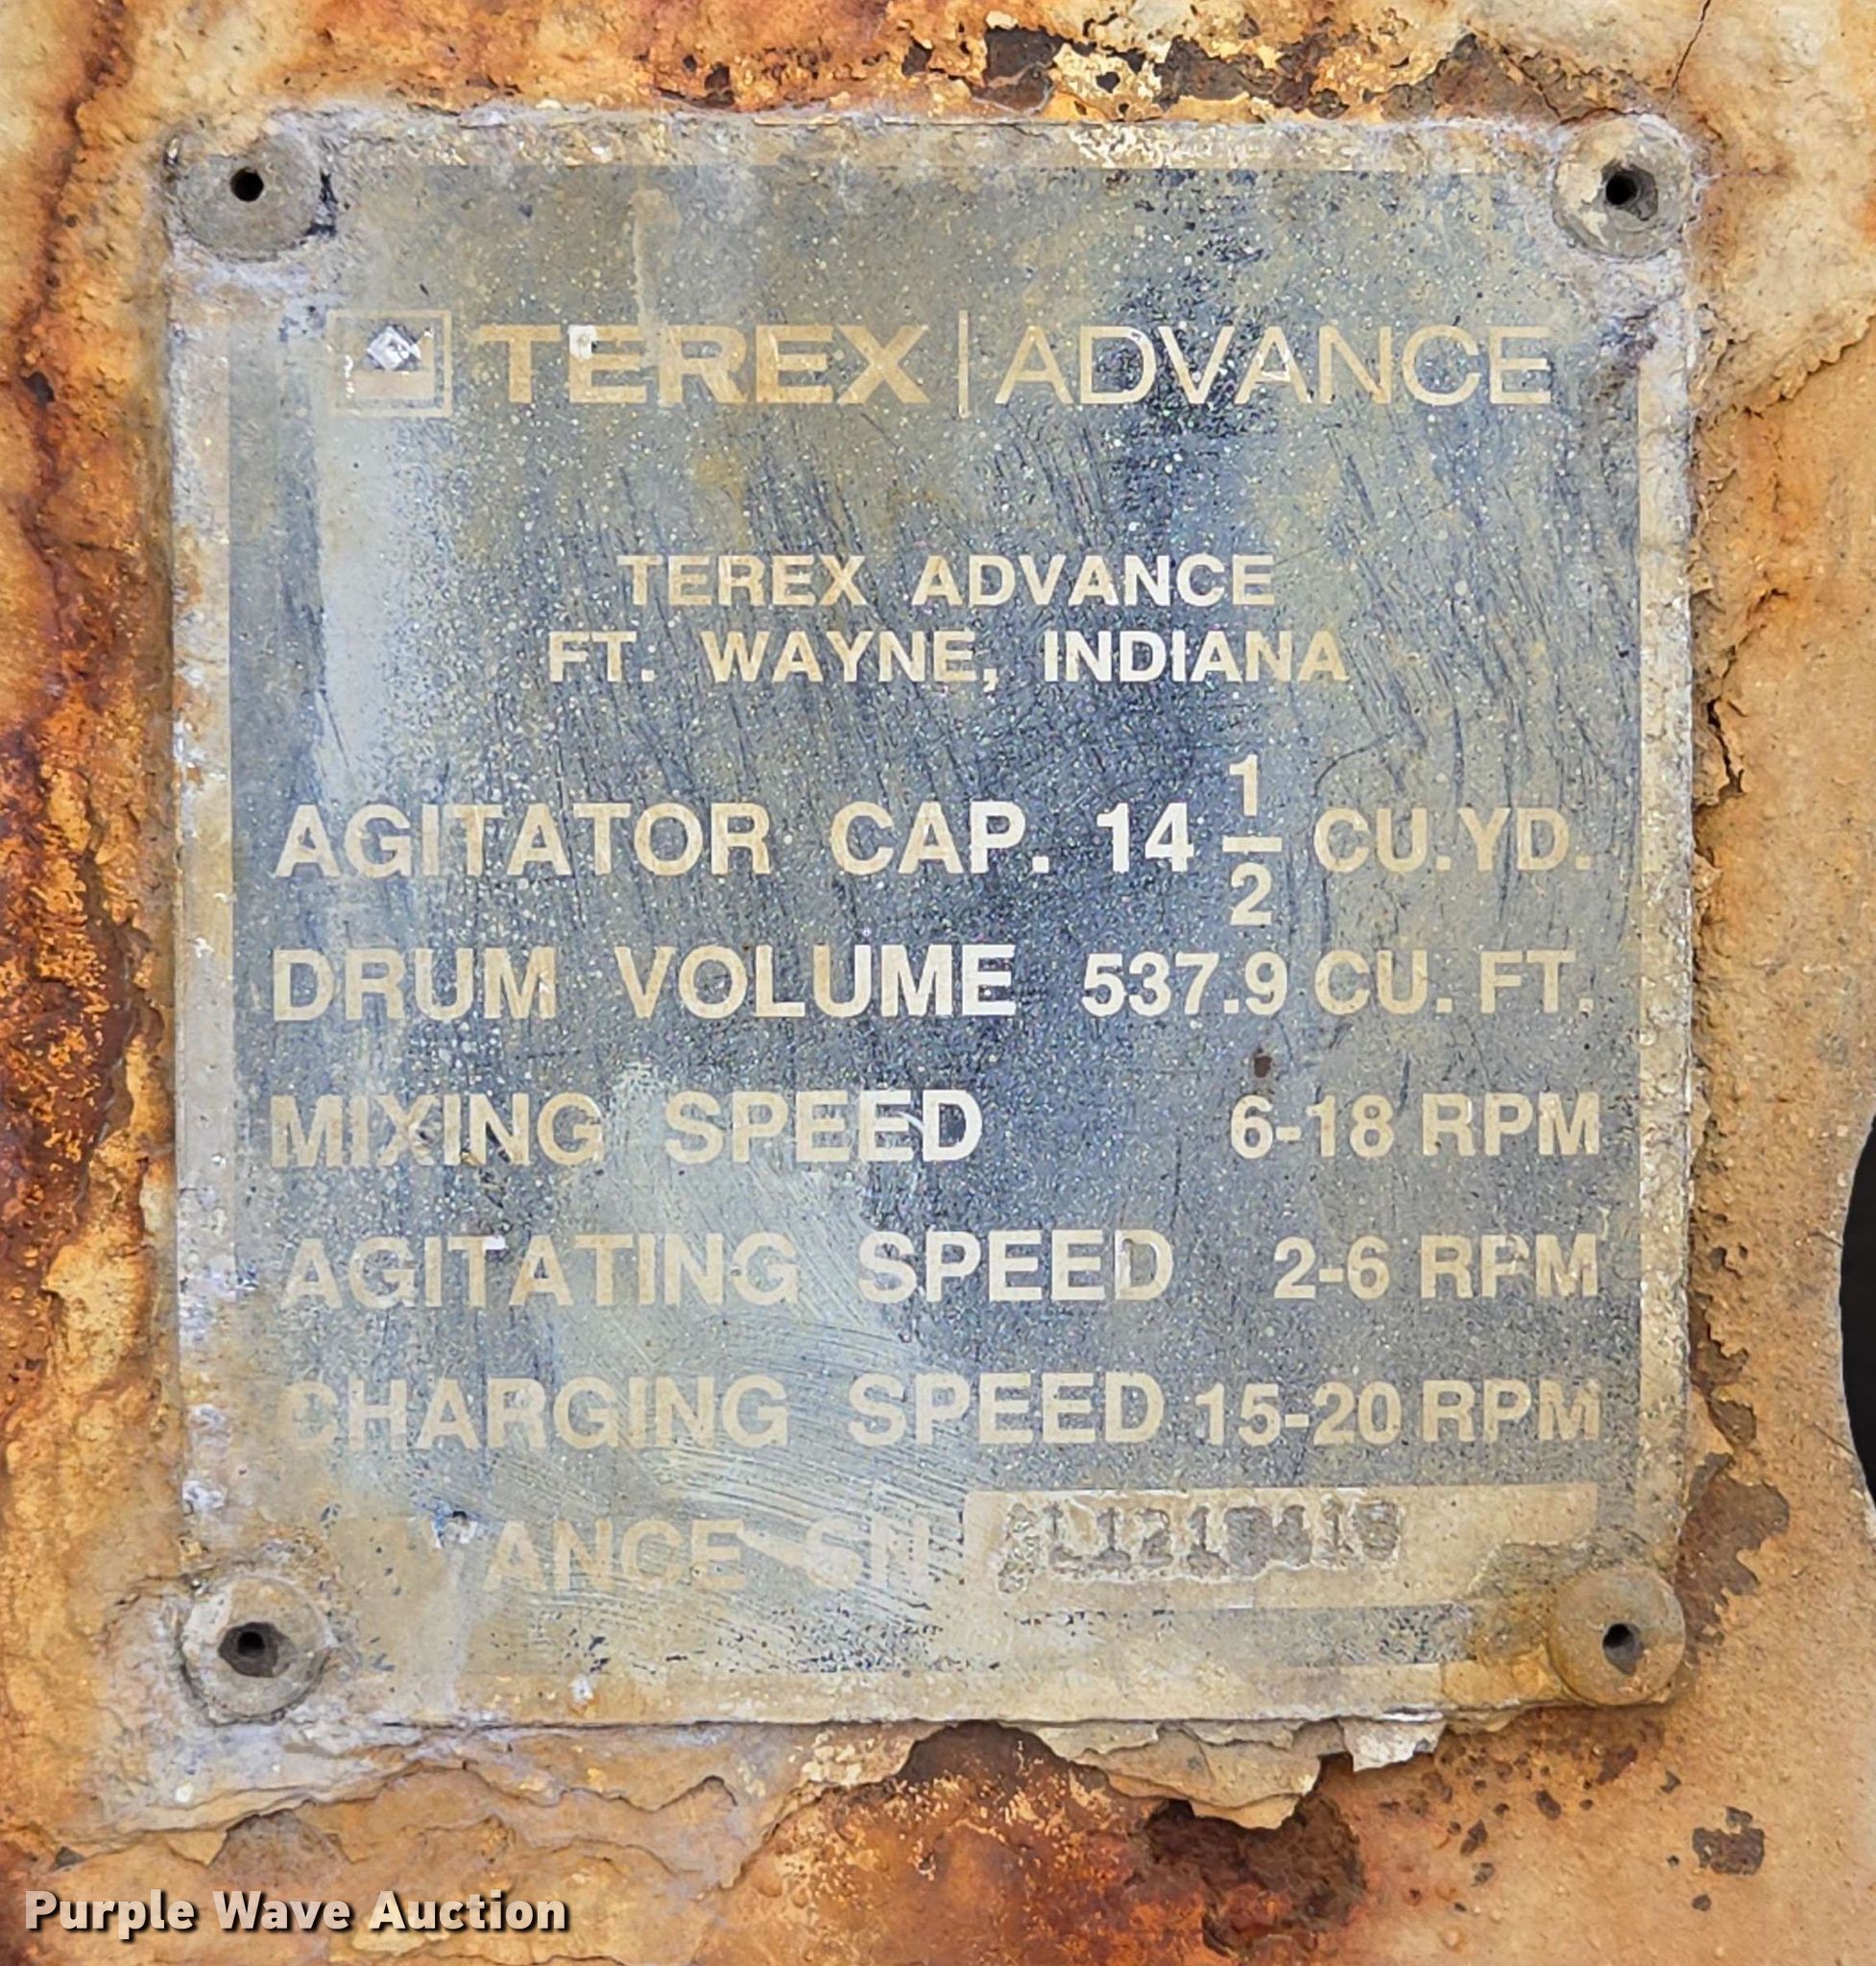 TEREX | ADVANCE
TEREX ADVANCE
FT. WAYNE, INDIANA
AGITATOR CAP. 14 1/2 CU.YD.
DRUM VOLUME 537.9 CU. FT.
MIXING SPEED 6-18 RPM
AGITATING SPEED 2-6 RPM
CHARGING SPEED 15-20 RPM
ANCE SN
Purple Wave Auction